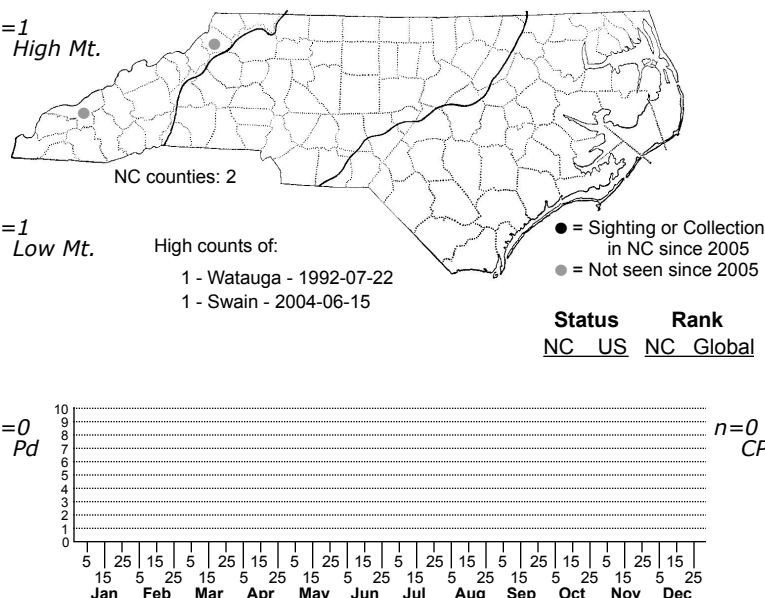 =1
High Mt.
NC counties: 2
=1
Low Mt.
High counts of:
1 - Watauga - 1992-07-22
1 - Swain - 2004-06-15
● = Sighting or Collection
in NC since 2005
● = Not seen since 2005
Status Rank
NC US NC Global
=0
Pd
n=0
CP
10
9
8
7
6
5
4
3
2
1
0
5 25 15 5 25 15 5 25 15 5 25 15 5 25 15 5 25 15
15 5 25 15 5 25 15 5 25 15 5 25 15 5 25 15 5 25
Jan Feb Mar Apr May Jun Jul Aug Sep Oct Nov Dec